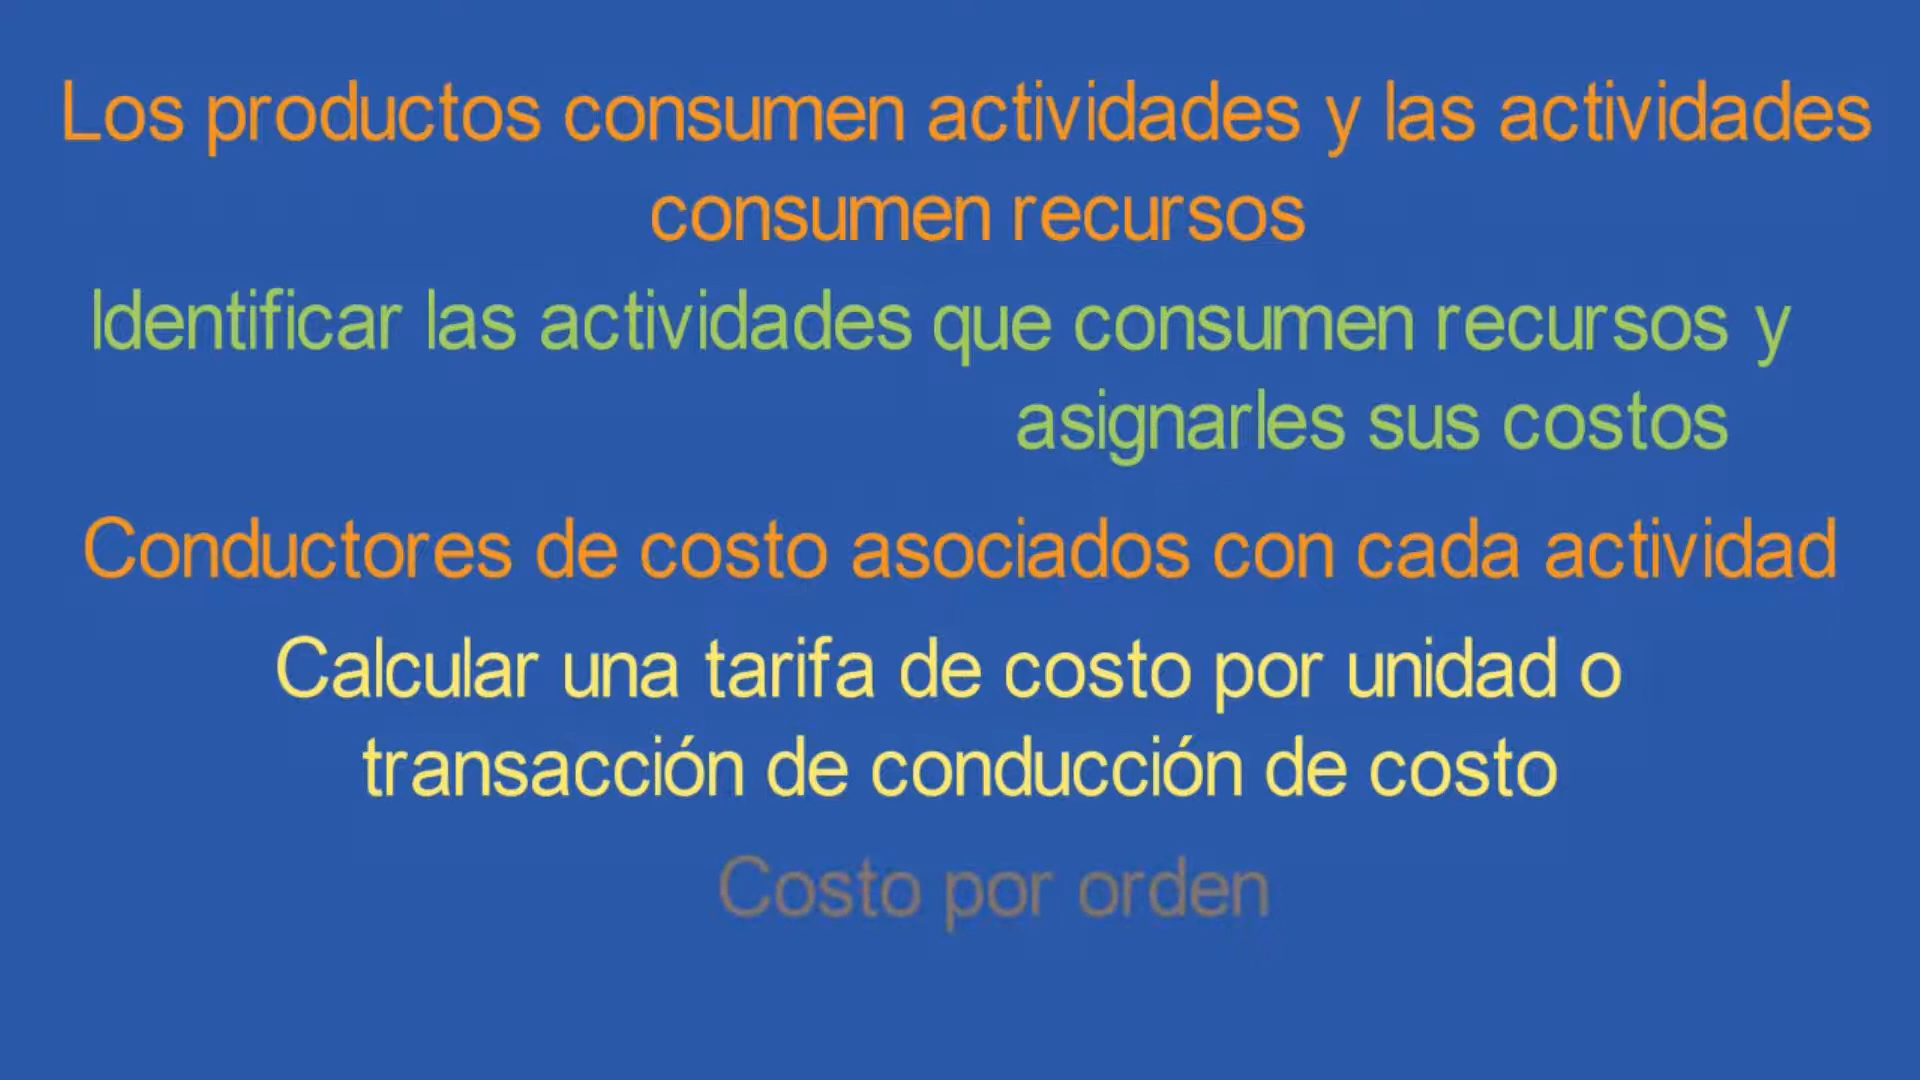 Los productos consumen actividades y las actividades
consumen recursos
Identificar las actividades que consumen recursos y
asignarles sus costos
Conductores de costo asociados con cada actividad
Calcular una tarifa de costo por unidad o
transacción de conducción de costo
Costo por orden